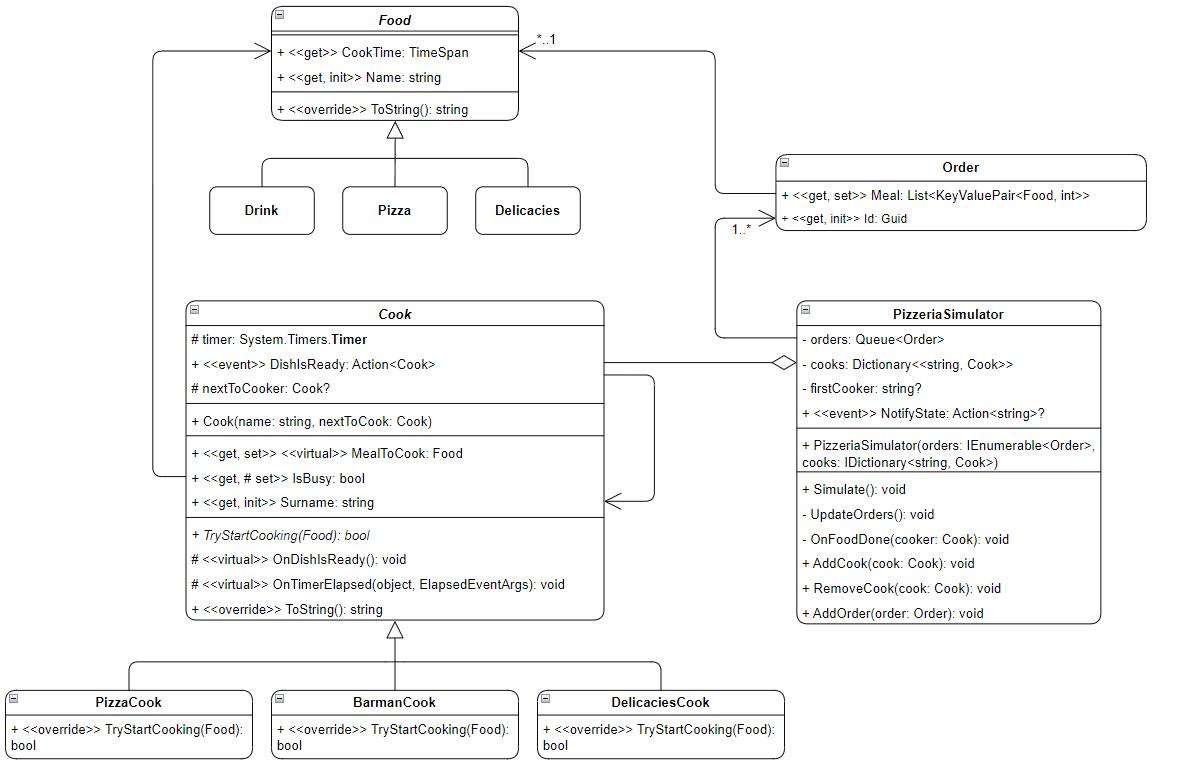 Food
+ <<get>> CookTime: TimeSpan
+ <<get, init>> Name: string
+ <<override>> ToString(): string
*..1
Drink
Pizza
Delicacies
Order
+ <<get, set>> Meal: List<KeyValuePair<Food, int>>
+ <<get, init>> Id: Guid
1..*
Cook
# timer: System.Timers.Timer
+ <<event>> DishIsReady: Action<Cook>
# nextToCooker: Cook?
+ Cook(name: string, nextToCook: Cook)
+ <<get, set>> <<virtual>> MealToCook: Food
+ <<get, # set>> IsBusy: bool
+ <<get, init>> Surname: string
+ TryStartCooking(Food): bool
# <<virtual>> OnDishIsReady(): void
# <<virtual>> OnTimerElapsed(object, ElapsedEventArgs): void
+ <<override>> ToString(): string
PizzeriaSimulator
- orders: Queue<Order>
- cooks: Dictionary<<string, Cook>>
- firstCooker: string?
+ <<event>> NotifyState: Action<string>?
+ PizzeriaSimulator(orders: IEnumerable<Order>,
cooks: IDictionary<string, Cook>)
+ Simulate(): void
- UpdateOrders(): void
- OnFoodDone(cooker: Cook): void
+ AddCook(cook: Cook): void
+ RemoveCook(cook: Cook): void
+ AddOrder(order: Order): void
PizzaCook
+ <<override>> TryStartCooking(Food):
bool
BarmanCook
+ <<override>> TryStartCooking(Food):
bool
DelicaciesCook
+ <<override>> TryStartCooking(Food):
bool